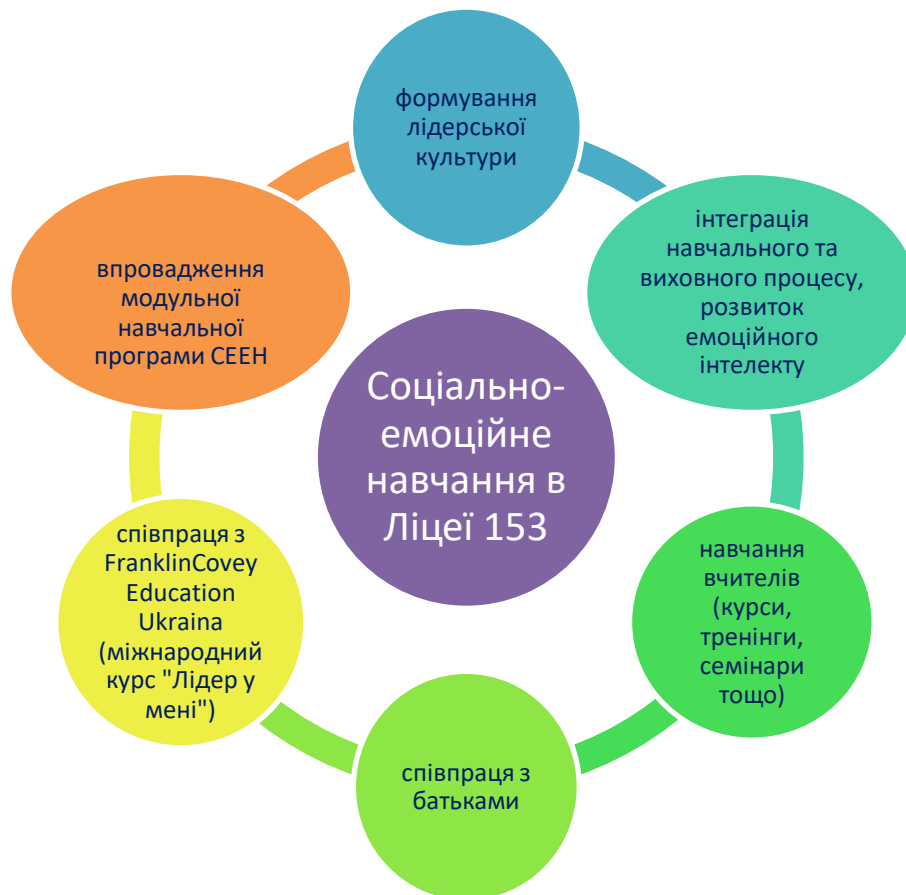 формування
лідерської
культури
інтеграція
навчального та
виховного процесу,
розвиток
емоційного
інтелекту
навчання
вчителів
(курси,
тренінги,
семінари
тощо)
співпраця з
батьками
співпраця з
FranklinCovey
Education
Ukraina
(міжнародний
курс "Лідер у
мені")
впровадження
модульної
навчальної
програми СЕЕН
Соціально-
емоційне
навчання в
Ліцеї 153